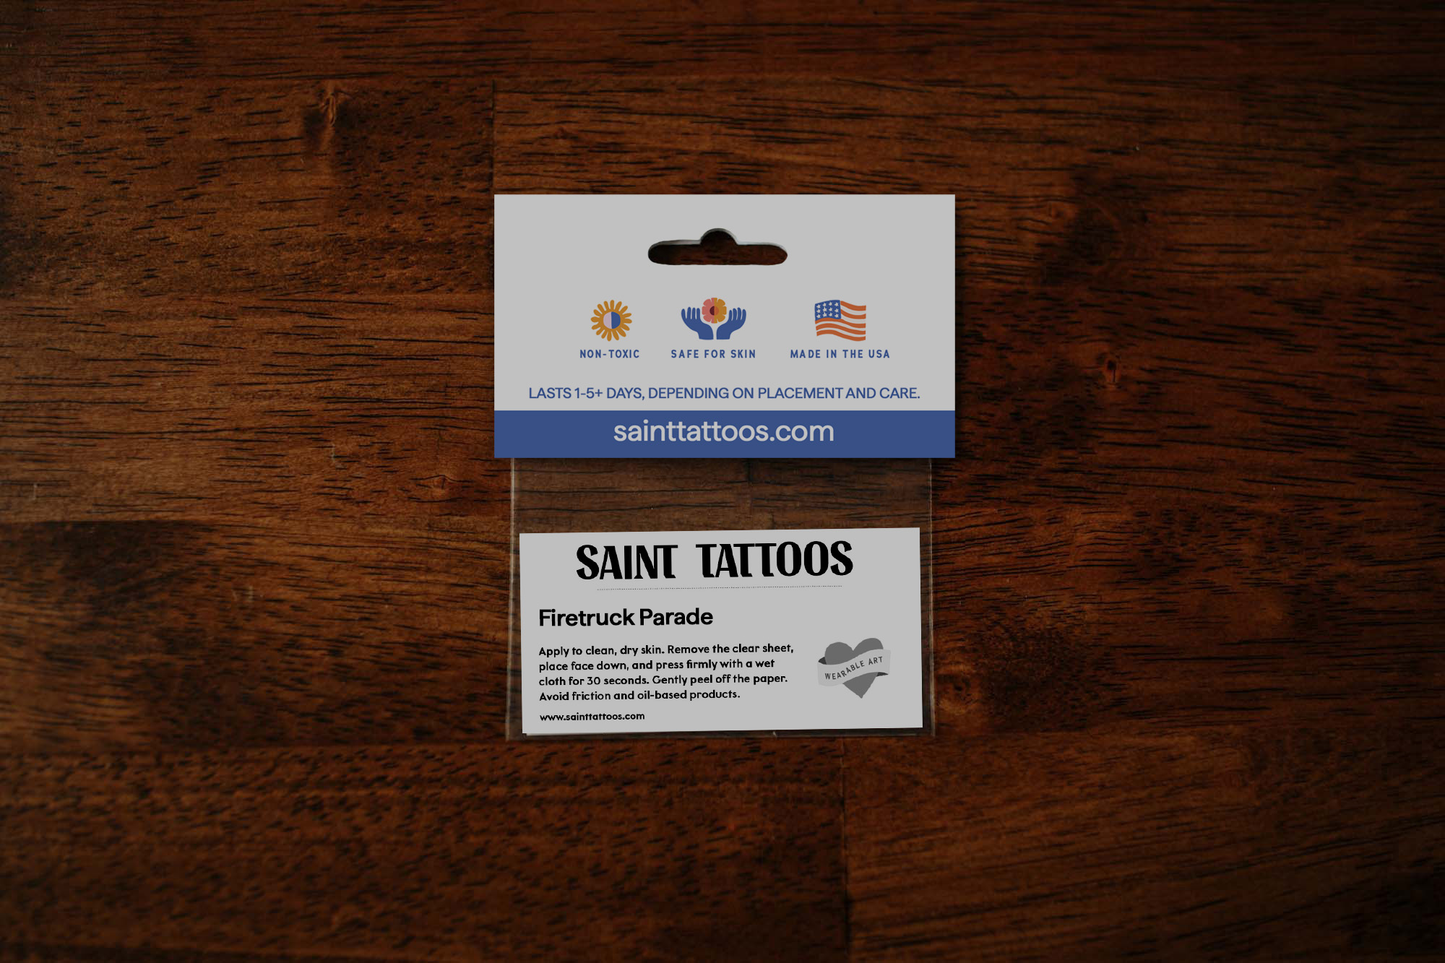 NON-TOXIC
SAFE FOR SKIN
MADE IN THE USA
LASTS 1-5+ DAYS, DEPENDING ON PLACEMENT AND CARE.
sainttattoos.com
SAINT TATTOOS
Firetruck Parade
Apply to clean, dry skin. Remove the clear sheet,
place face down, and press firmly with a wet
cloth for 30 seconds. Gently peel off the paper.
Avoid friction and oil-based products.
WEARABLE ART
www.sainttattoos.com